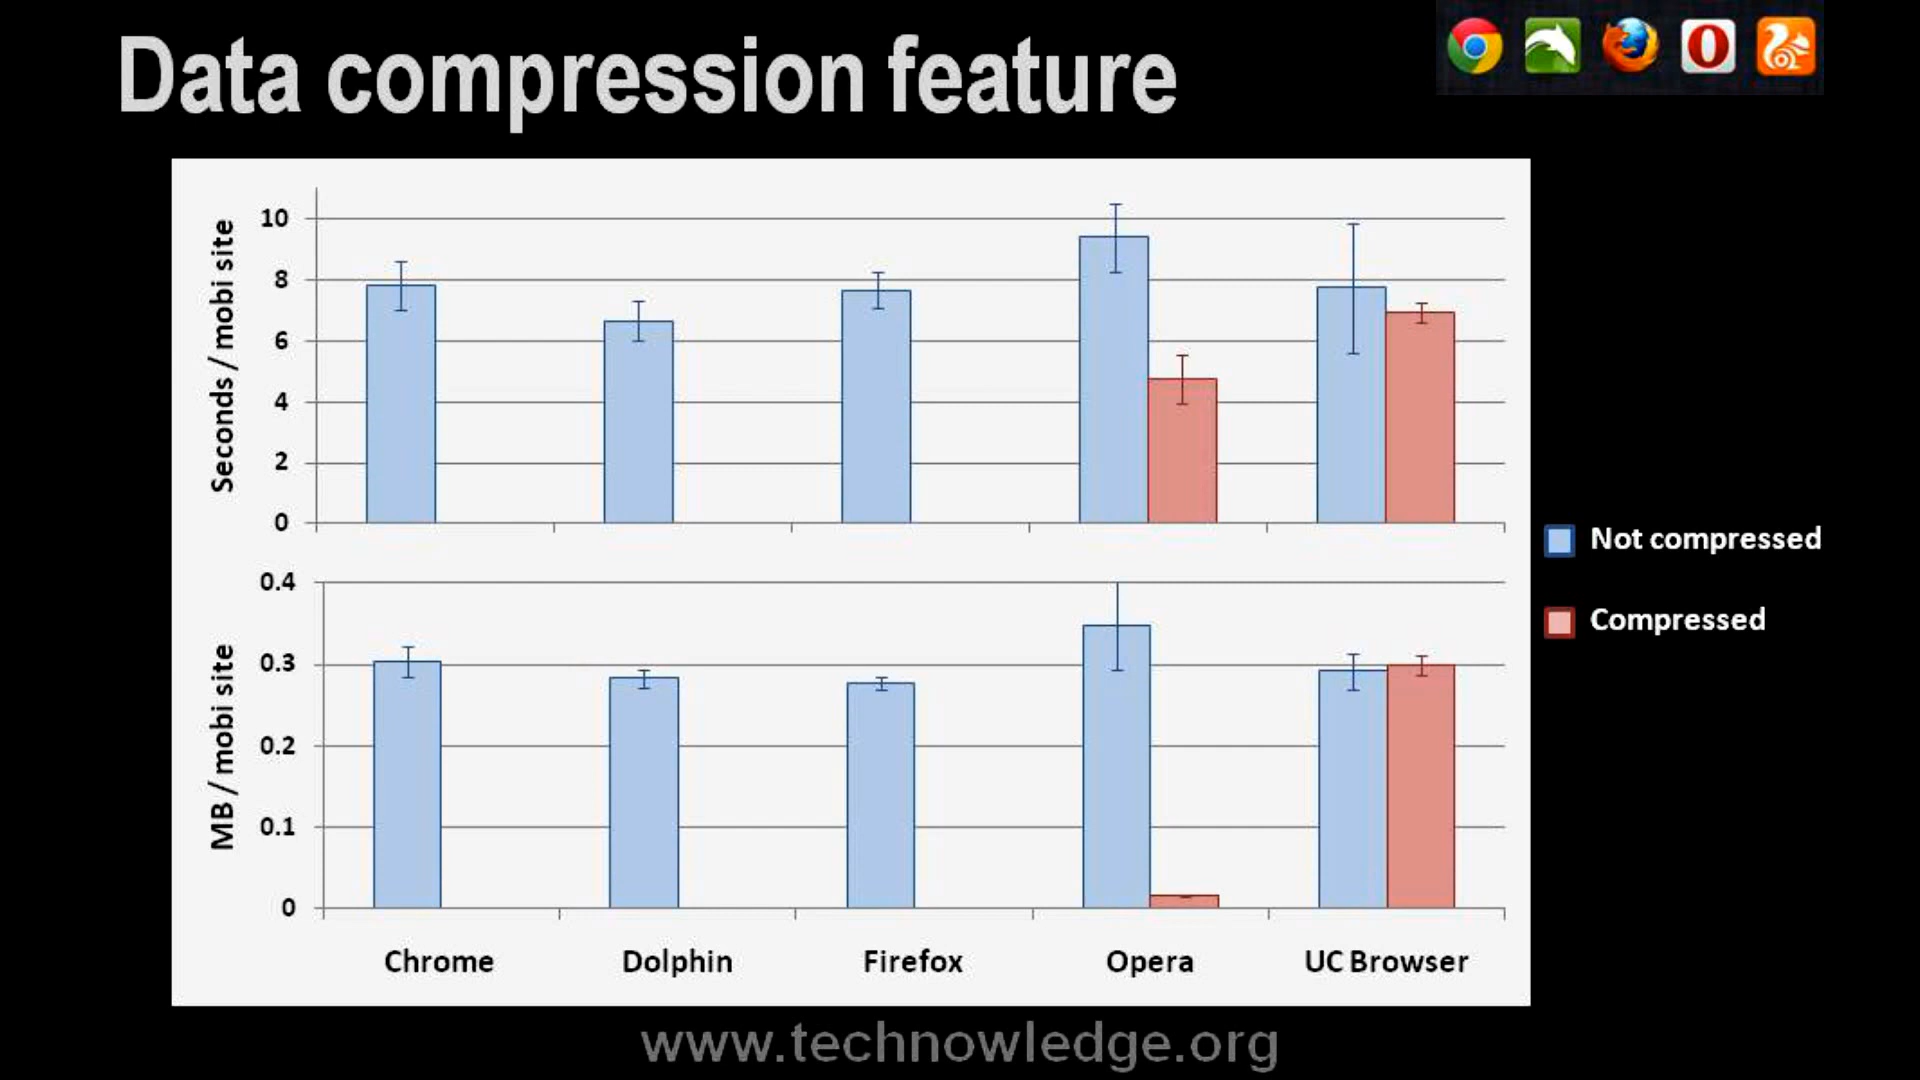 Data compression feature
Seconds / mobi site
10
8
6
4
2
0
MB / mobi site
0.4
0.3
0.2
0.1
0
Chrome Dolphin Firefox Opera UC Browser
Not compressed
Compressed
www.technowledge.org